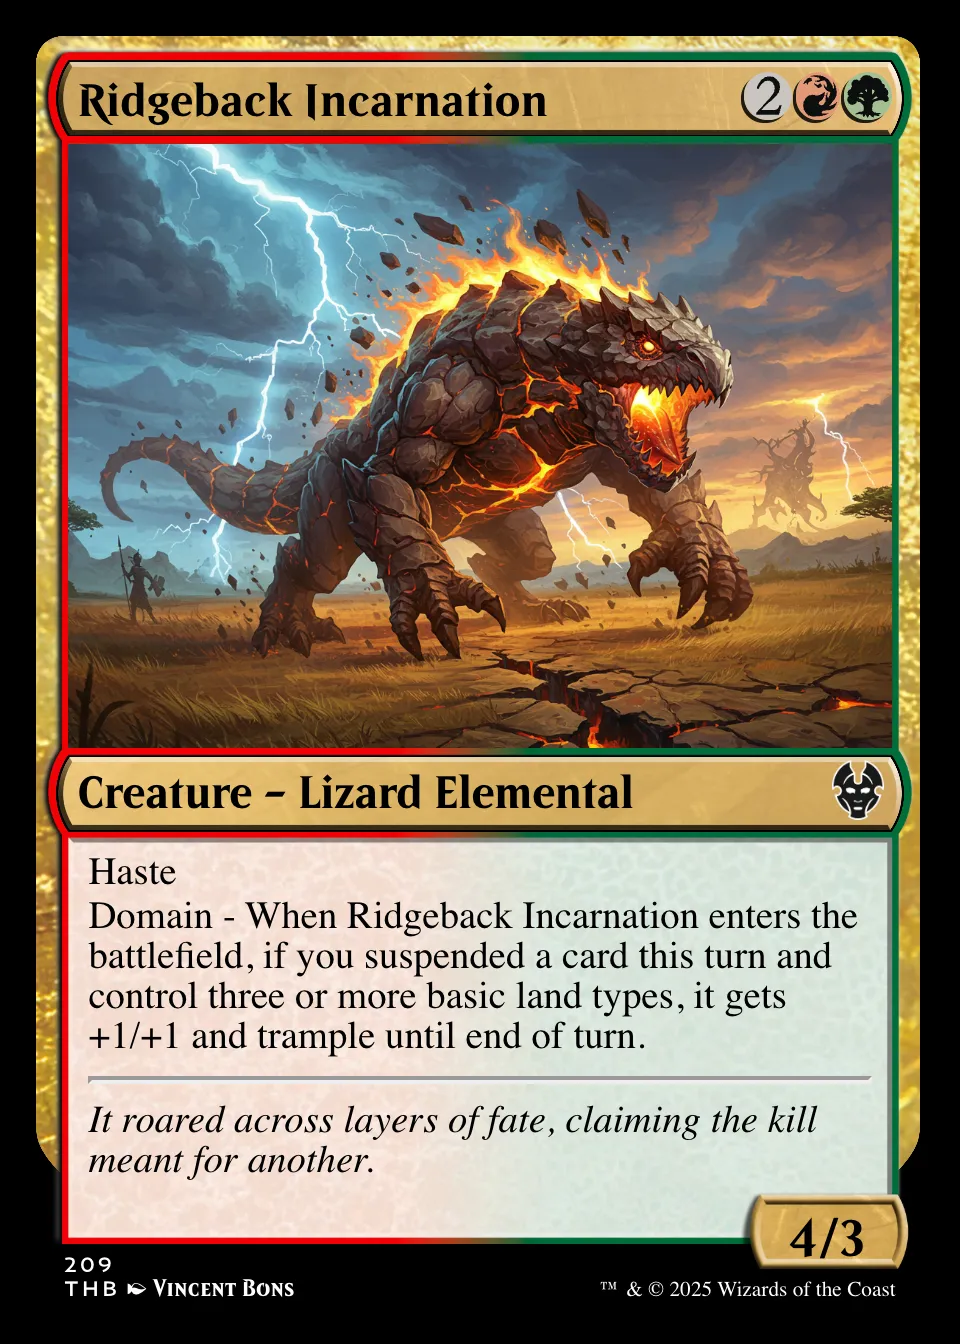 Ridgeback Incarnation 2
Creature – Lizard Elemental
Haste
Domain - When Ridgeback Incarnation enters the
battlefield, if you suspended a card this turn and
control three or more basic land types, it gets
+1/+1 and trample until end of turn.
It roared across layers of fate, claiming the kill
meant for another.
4/3
209
THB Vincent Bons
™ & © 2025 Wizards of the Coast